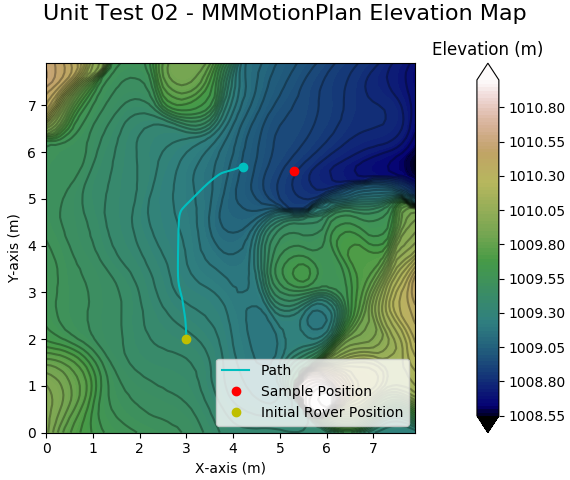 Unit Test 02 - MMMotionPlan Elevation Map
Elevation (m)
7
6
5
4
3
2
1
0
Y-axis (m)
0 1 2 3 4 5 6 7
X-axis (m)
Path
Sample Position
Initial Rover Position
1010.80
1010.55
1010.30
1010.05
1009.80
1009.55
1009.30
1009.05
1008.80
1008.55